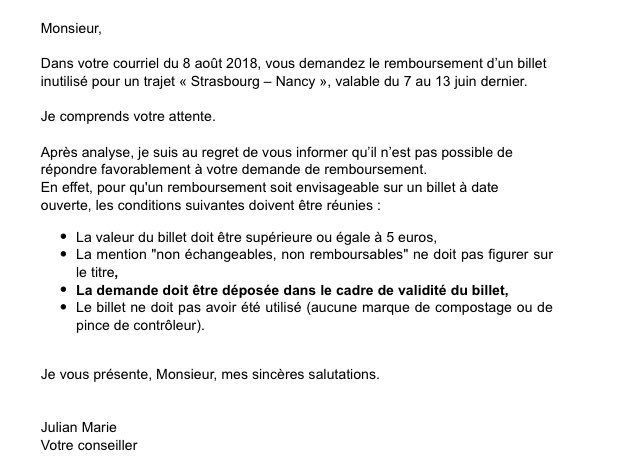 Monsieur,
Dans votre courriel du 8 août 2018, vous demandez le remboursement d'un billet
inutilisé pour un trajet « Strasbourg – Nancy », valable du 7 au 13 juin dernier.
Je comprends votre attente.
Après analyse, je suis au regret de vous informer qu'il n'est pas possible de
répondre favorablement à votre demande de remboursement.
En effet, pour qu'un remboursement soit envisageable sur un billet à date
ouverte, les conditions suivantes doivent être réunies :
• La valeur du billet doit être supérieure ou égale à 5 euros,
• La mention "non échangeables, non remboursables" ne doit pas figurer sur
le titre,
• La demande doit être déposée dans le cadre de validité du billet,
• Le billet ne doit pas avoir été utilisé (aucune marque de compostage ou de
pince de contrôleur).
Je vous présente, Monsieur, mes sincères salutations.
Julian Marie
Votre conseiller